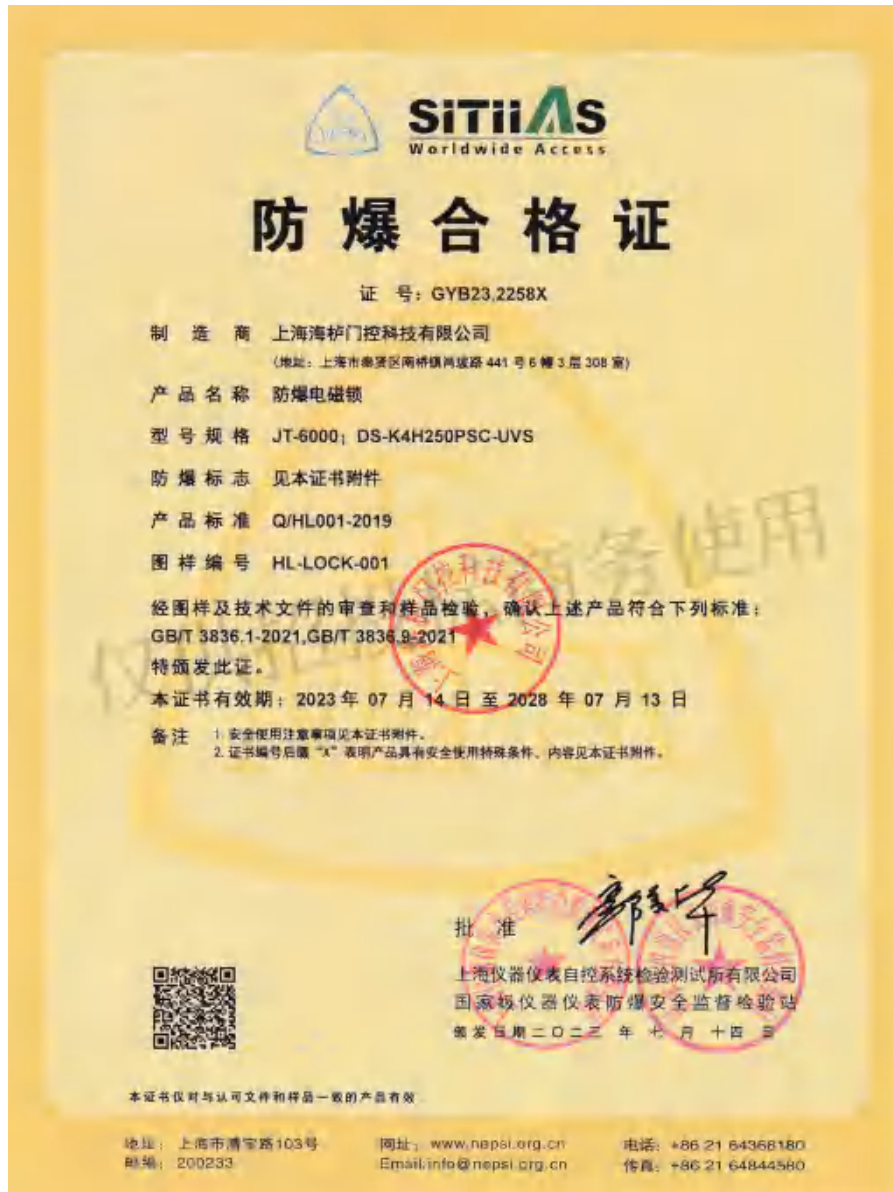 SiTiiAS
Worldwide Access
防爆合格证
证 号：GYB23.2258X
制造商 上海海栌门控科技有限公司
（地址：上海市奉贤区南桥镇鸿竣路 441 号 6 幢 3 层 308 室）
产品名称 防爆电磁锁
型号规格 JT-6000；DS-K4H250PSC-UVS
防爆标志 见本证书附件
产品标准 Q/HL001-2019
图样编号 HL-LOCK-001
经图样及技术文件的审查和样品检验，确认上述产品符合下列标准：
GB/T 3836.1-2021,GB/T 3836.9-2021
特颁发此证。
本证书有效期：2023 年 07 月 14 日 至 2028 年 07 月 13 日
备注 1. 安全使用注意事项见本证书附件。
2. 证书编号后缀“X”表明产品具有安全使用特殊条件、内容见本证书附件。
批 准
上海仪器仪表自控系统检验测试所有限公司
国家级仪器仪表防爆安全监督检验站
颁发日期二〇二三 年 七 月 十四 日
本证书仅对与认可文件和样品一致的产品有效
地址： 上海市漕宝路103号
邮编： 200233
网址：www.nepsi.org.cn
Email:info@nepsi.org.cn
电话：+86 21 64368180
传真：+86 21 64844580